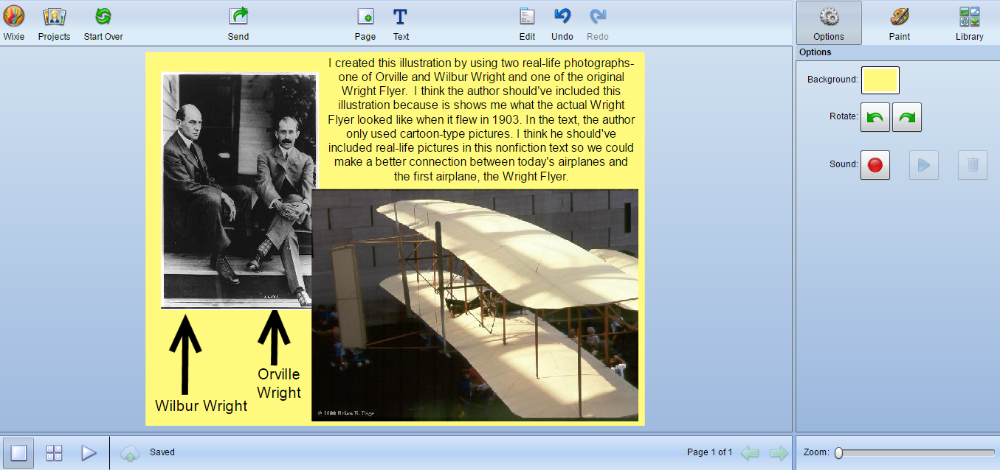 Wixie
Projects
Start Over
Send
Page
Text
Edit
Undo
Redo
Options
Paint
Library
Options
Background:
Rotate:
Sound:
I created this illustration by using two real-life photographs-
one of Orville and Wilbur Wright and one of the original
Wright Flyer.  I think the author should've included this
illustration because is shows me what the actual Wright
Flyer looked like when it flew in 1903. In the text, the author
only used cartoon-type pictures. I think he should've
included real-life pictures in this nonfiction text so we could
make a better connection between today's airplanes and
the first airplane, the Wright Flyer.
Orville
Wright
Wilbur Wright
© 2000 Brian R. Page
Saved
Page 1 of 1
Zoom: